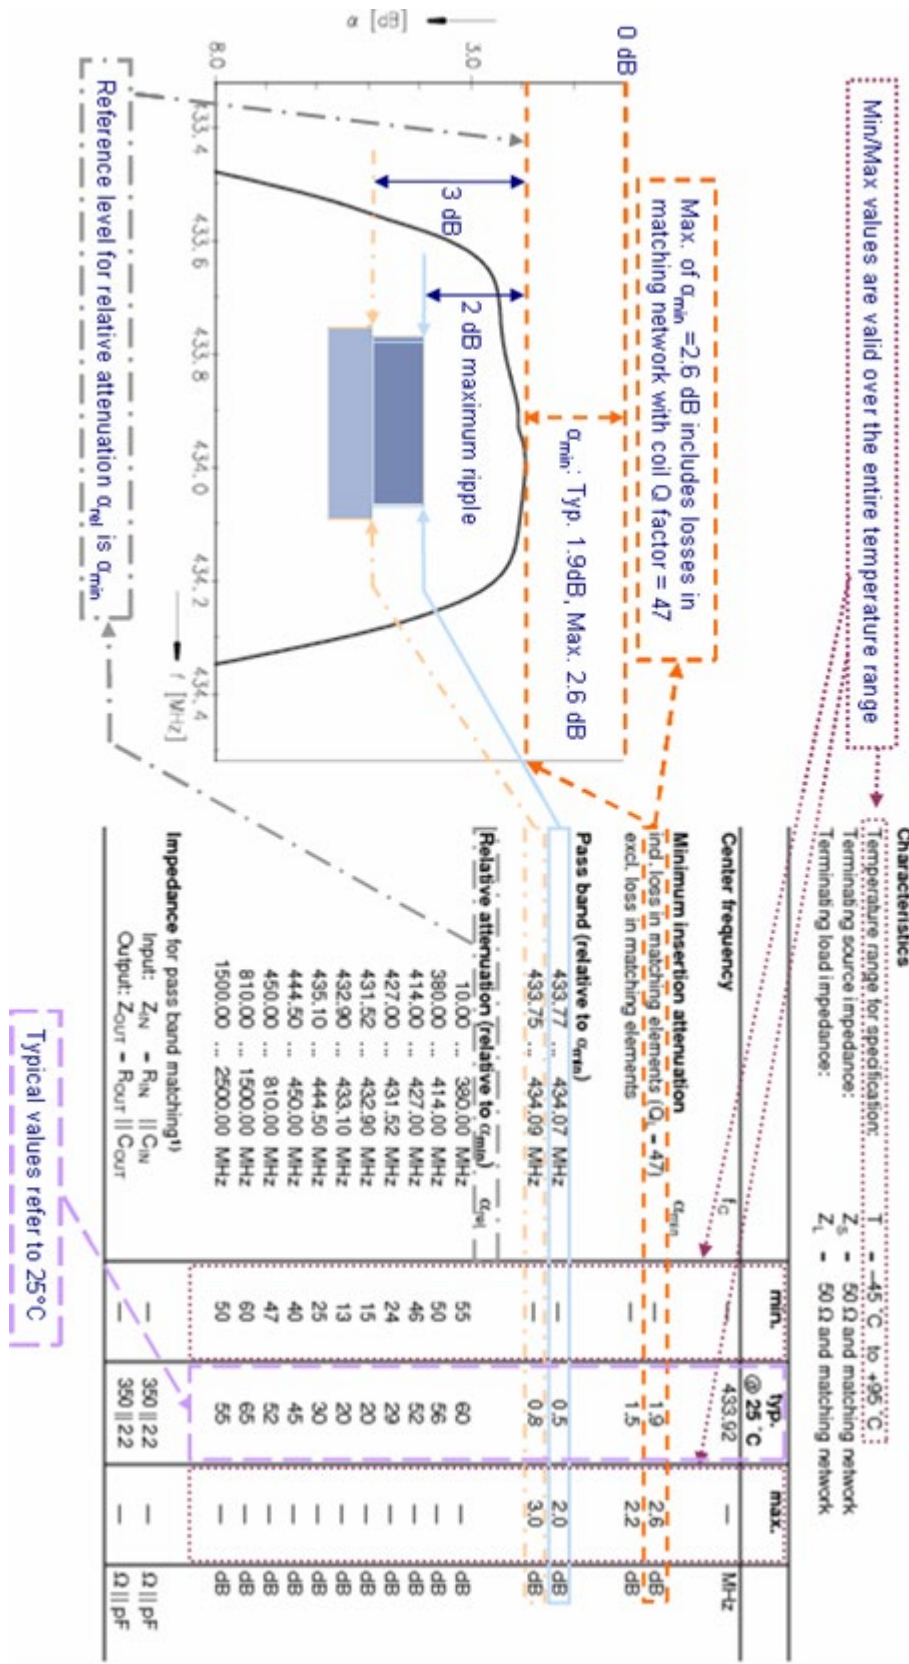 Min/Max values are valid over the entire temperature range
Max. of αmin =2.6 dB includes losses in
matching network with coil Q factor = 47
0 dB
αmin: Typ. 1.9dB, Max. 2.6 dB
3 dB
2 dB maximum ripple
3.0
8.0
α [dB]
433.4
433.6
433.8
434.0
434.2
434.4
f [MHz]
Reference level for relative attenuation αrel is αmin
Characteristics
Temperature range for specification: T = –45 °C to +95 °C
Terminating source impedance: ZS = 50 Ω and matching network
Terminating load impedance: ZL = 50 Ω and matching network
min. typ. @ 25 °C max.
Center frequency fC — 433.92 — MHz
Minimum insertion attenuation αmin
incl. loss in matching elements (QL = 47) — 1.9 2.6 dB
excl. loss in matching elements — 1.5 2.2 dB
Pass band (relative to αmin)
433.77 ... 434.07 MHz — 0.5 2.0 dB
433.75 ... 434.09 MHz — 0.8 3.0 dB
Relative attenuation (relative to αmin) αrel
10.00 ... 380.00 MHz 55 60 — dB
380.00 ... 414.00 MHz 50 56 — dB
414.00 ... 427.00 MHz 46 52 — dB
427.00 ... 431.52 MHz 24 29 — dB
431.52 ... 432.90 MHz 15 20 — dB
432.90 ... 433.10 MHz 13 20 — dB
435.10 ... 444.50 MHz 25 30 — dB
444.50 ... 450.00 MHz 40 45 — dB
450.00 ... 810.00 MHz 47 52 — dB
810.00 ... 1500.00 MHz 60 65 — dB
1500.00 ... 2500.00 MHz 50 55 — dB
Impedance for pass band matching1)
Input: ZIN = RIN || CIN — 350 || 22 — Ω || pF
Output: ZOUT = ROUT || COUT — 350 || 22 — Ω || pF
Typical values refer to 25°C